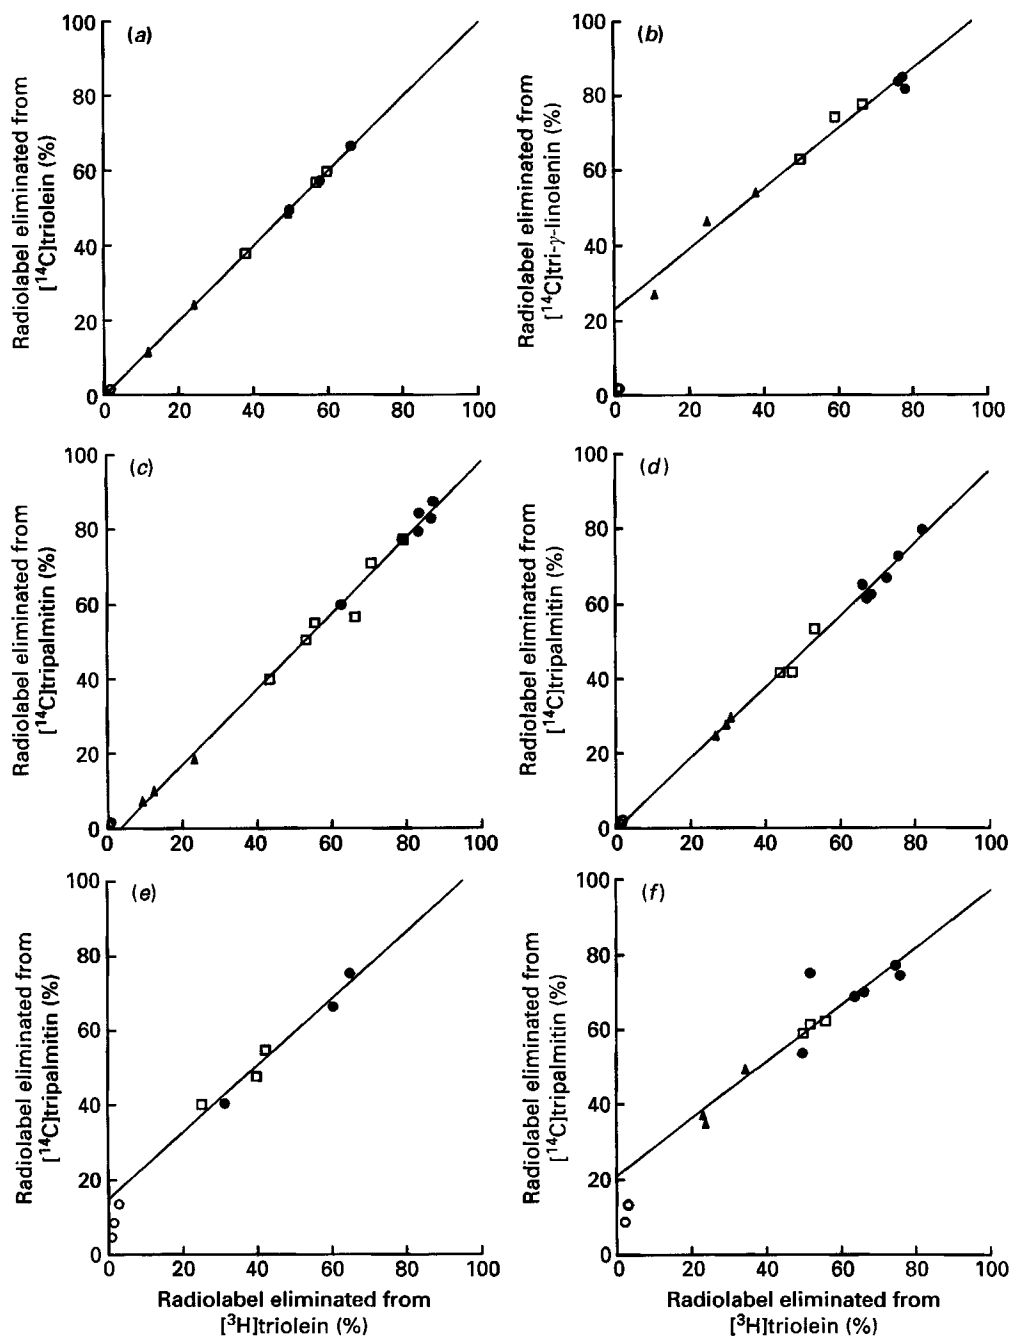 (a)
Radiolabel eliminated from
[¹⁴C]triolein (%)
100
80
60
40
20
0
0 20 40 60 80 100
(b)
Radiolabel eliminated from
[¹⁴C]tri-γ-linolenin (%)
100
80
60
40
20
0
0 20 40 60 80 100
(c)
Radiolabel eliminated from
[¹⁴C]tripalmitin (%)
100
80
60
40
20
0
0 20 40 60 80 100
(d)
Radiolabel eliminated from
[¹⁴C]tripalmitin (%)
100
80
60
40
20
0
0 20 40 60 80 100
(e)
Radiolabel eliminated from
[¹⁴C]tripalmitin (%)
100
80
60
40
20
0
0 20 40 60 80 100
Radiolabel eliminated from
[³H]triolein (%)
(f)
Radiolabel eliminated from
[¹⁴C]tripalmitin (%)
100
80
60
40
20
0
0 20 40 60 80 100
Radiolabel eliminated from
[³H]triolein (%)